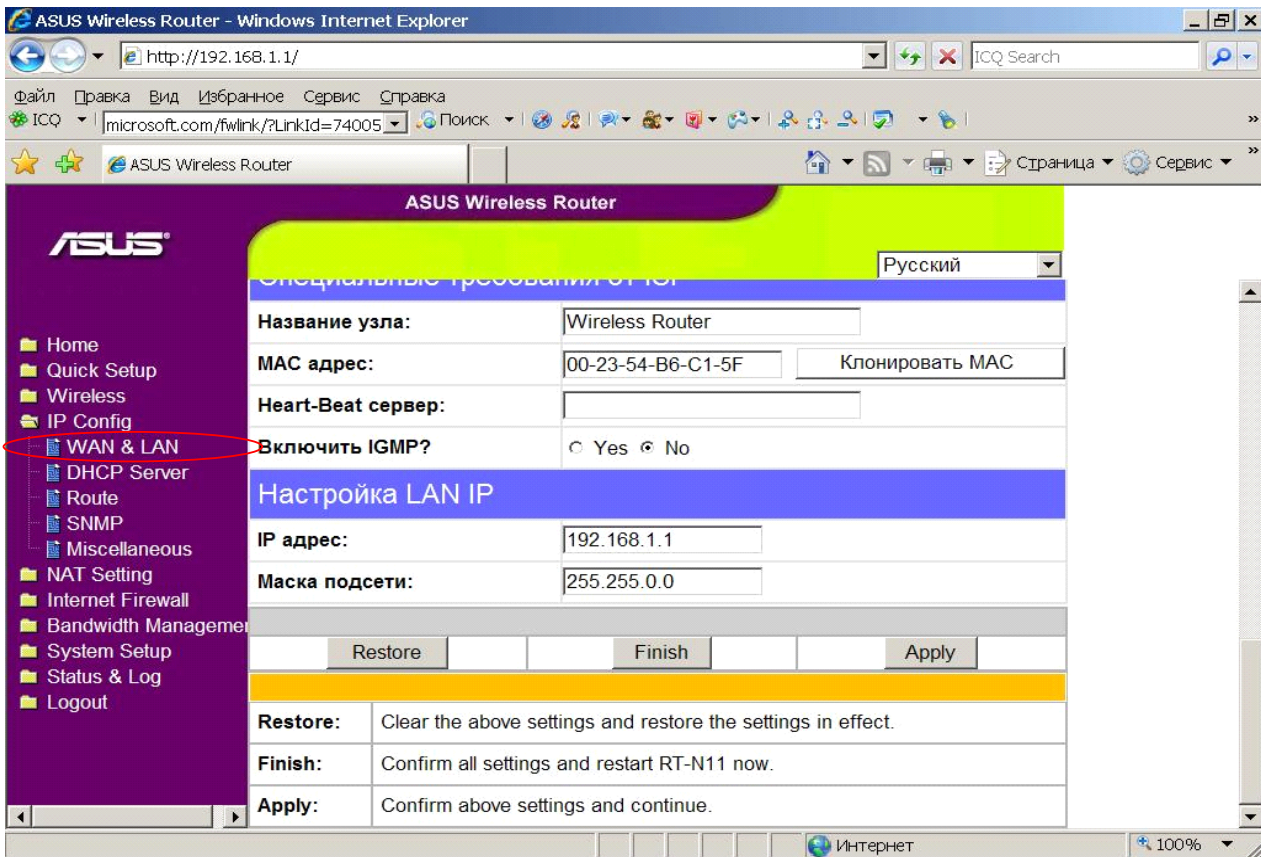 ASUS Wireless Router - Windows Internet Explorer
http://192.168.1.1/
ICQ Search
Файл Правка Вид Избранное Сервис Справка
ICQ microsoft.com/fwlink/?LinkId=74005 Поиск »
ASUS Wireless Router Страница Сервис »
ASUS Wireless Router
ASUS
Русский
Специальные требования от ISP
Home
Quick Setup
Wireless
IP Config
WAN & LAN
DHCP Server
Route
SNMP
Miscellaneous
NAT Setting
Internet Firewall
Bandwidth Managemen
System Setup
Status & Log
Logout
Название узла: Wireless Router
MAC адрес: 00-23-54-B6-C1-5F Клонировать MAC
Heart-Beat сервер:
Включить IGMP? Yes No
Настройка LAN IP
IP адрес: 192.168.1.1
Маска подсети: 255.255.0.0
Restore Finish Apply
Restore: Clear the above settings and restore the settings in effect.
Finish: Confirm all settings and restart RT-N11 now.
Apply: Confirm above settings and continue.
Интернет 100%